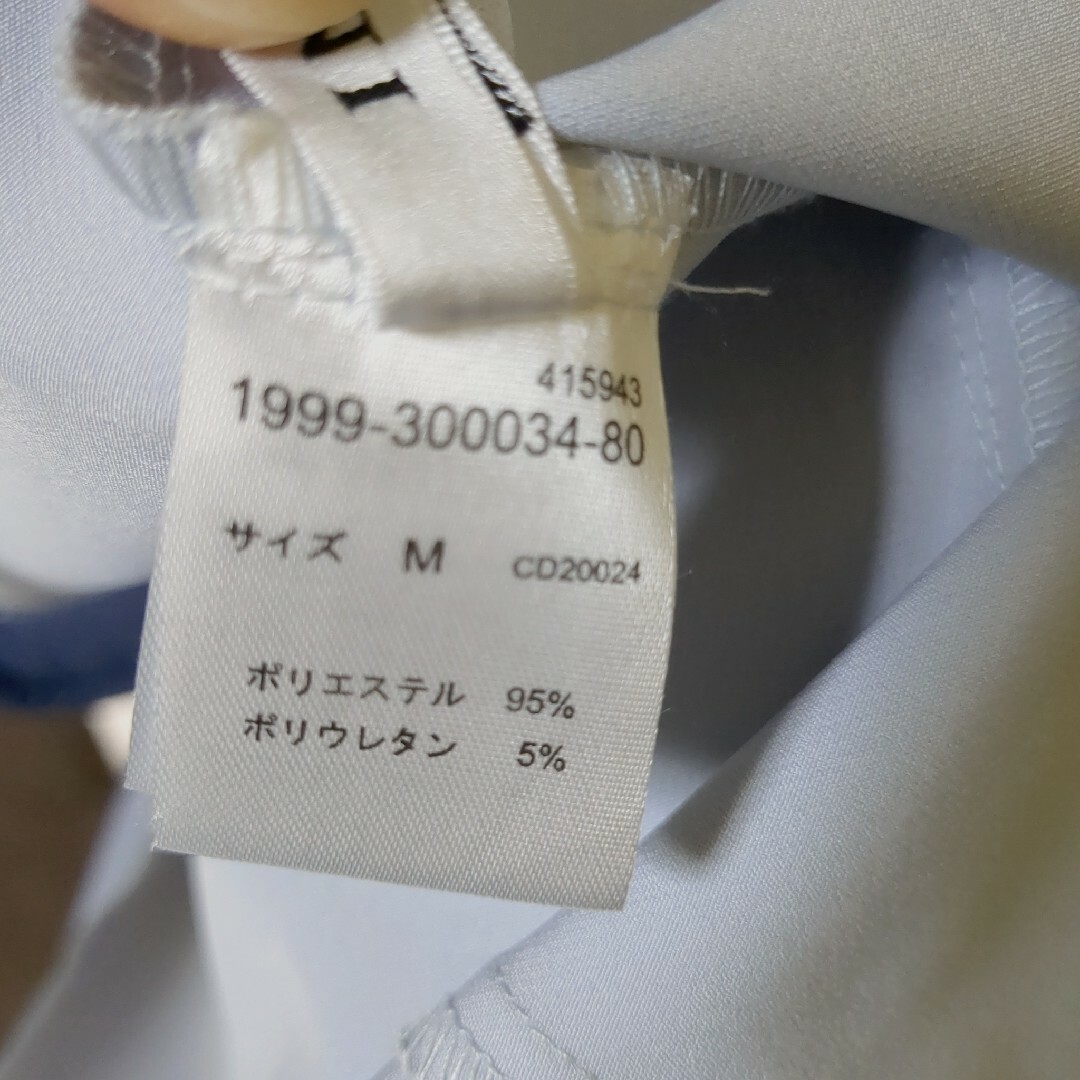 415943
1999-300034-80
サイズ M CD20024
ポリエステル 95%
ポリウレタン 5%